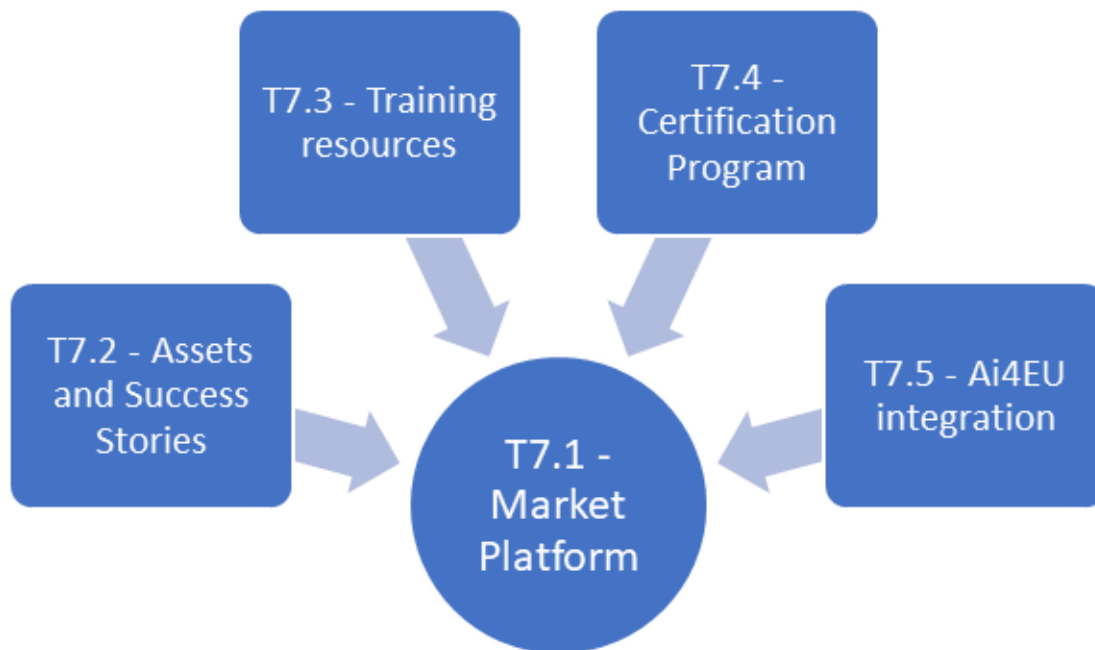 T7.3 - Training
resources
T7.4 -
Certification
Program
T7.2 - Assets
and Success
Stories
T7.5 - Ai4EU
integration
T7.1 -
Market
Platform